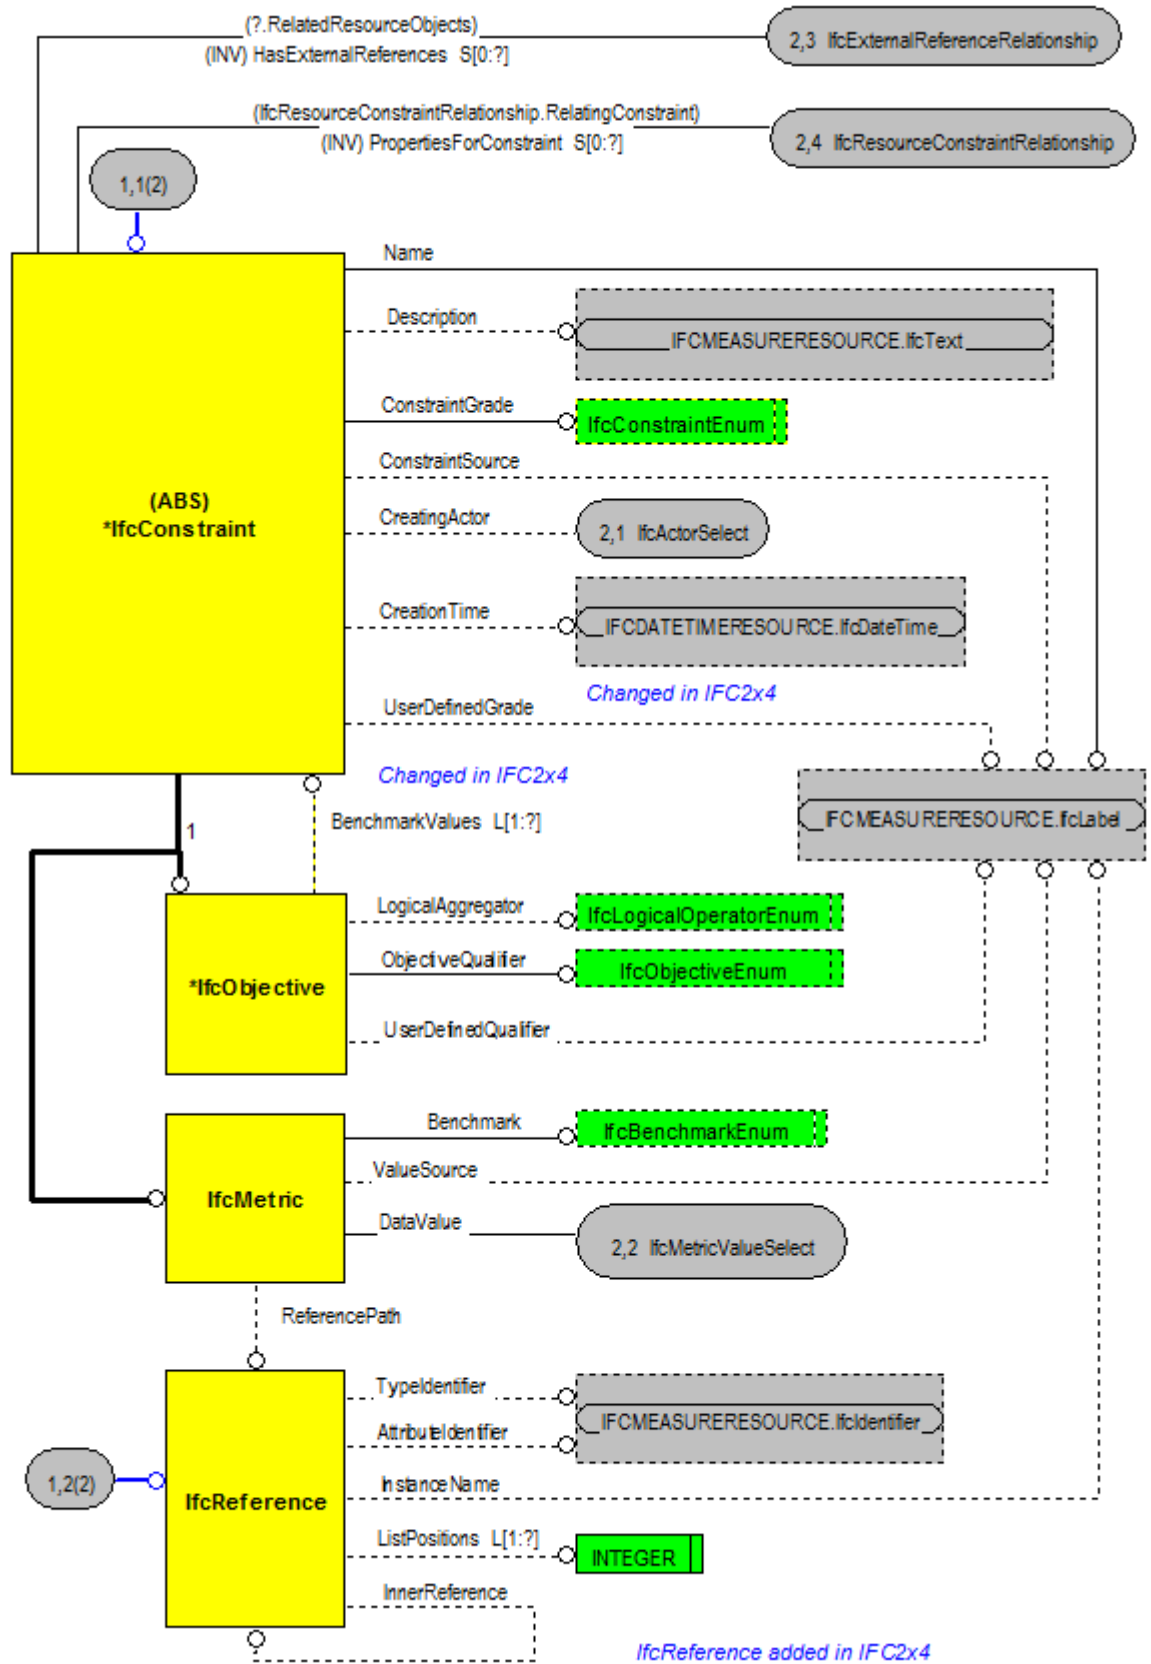 (?.RelatedResourceObjects)
(INV) HasExternalReferences S[0:?]
2,3 IfcExternalReferenceRelationship
(IfcResourceConstraintRelationship.RelatingConstraint)
(INV) PropertiesForConstraint S[0:?]
2,4 IfcResourceConstraintRelationship
1,1(2)
Name
Description
IFCMEASURERESOURCE.IfcText
ConstraintGrade
IfcConstraintEnum
ConstraintSource
(ABS)
*IfcConstraint
CreatingActor
2,1 IfcActorSelect
CreationTime
IFCDATETIMERESOURCE.IfcDateTime
Changed in IFC2x4
UserDefinedGrade
Changed in IFC2x4
BenchmarkValues L[1:?]
1
IFCMEASURERESOURCE.IfcLabel
LogicalAggregator
IfcLogicalOperatorEnum
ObjectiveQualifier
IfcObjectiveEnum
*IfcObjective
UserDefinedQualifier
Benchmark
IfcBenchmarkEnum
ValueSource
IfcMetric
DataValue
2,2 IfcMetricValueSelect
ReferencePath
TypeIdentifier
IFCMEASURERESOURCE.IfcIdentifier
AttributeIdentifier
1,2(2)
InstanceName
IfcReference
ListPositions L[1:?]
INTEGER
InnerReference
IfcReference added in IFC2x4